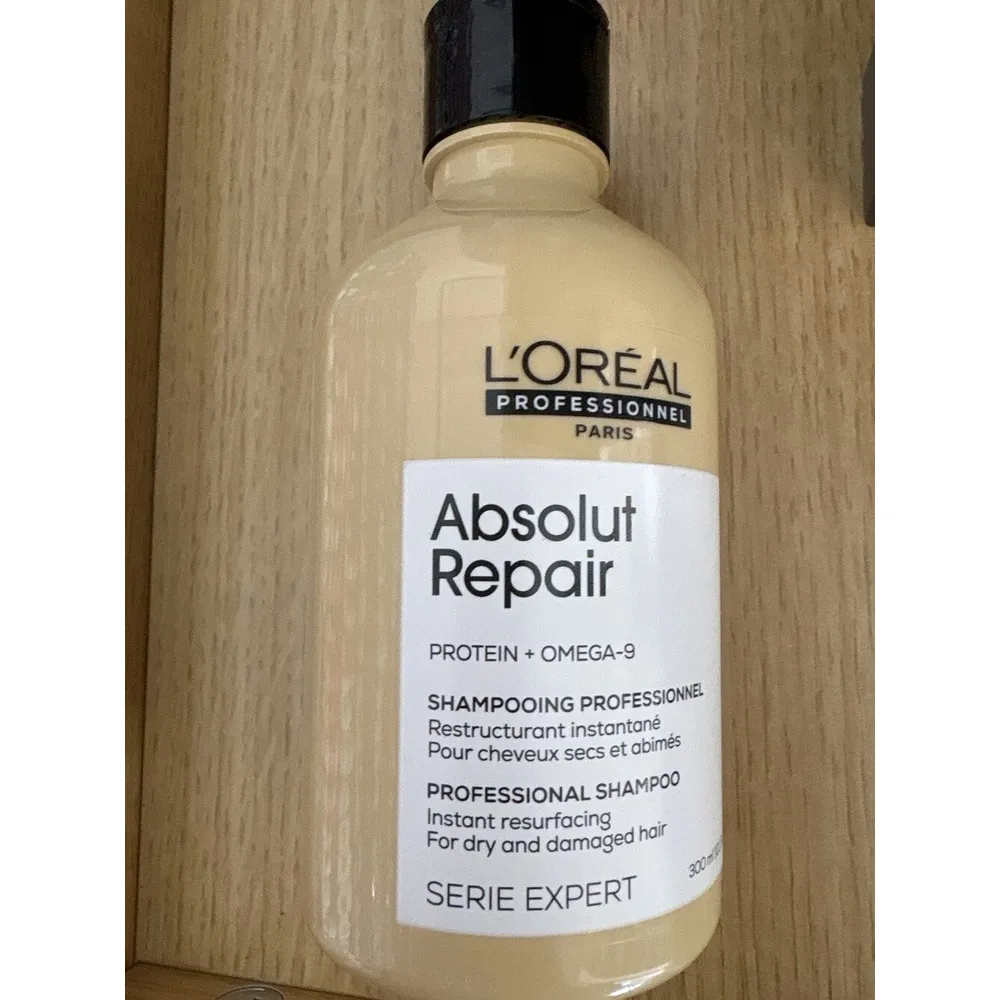 L'ORÉAL
PROFESSIONNEL
PARIS
Absolut
Repair
PROTEIN + OMEGA-9
SHAMPOOING PROFESSIONNEL
Restructurant instantané
Pour cheveux secs et abimés
PROFESSIONAL SHAMPOO
Instant resurfacing
For dry and damaged hair
300 ml
SERIE EXPERT